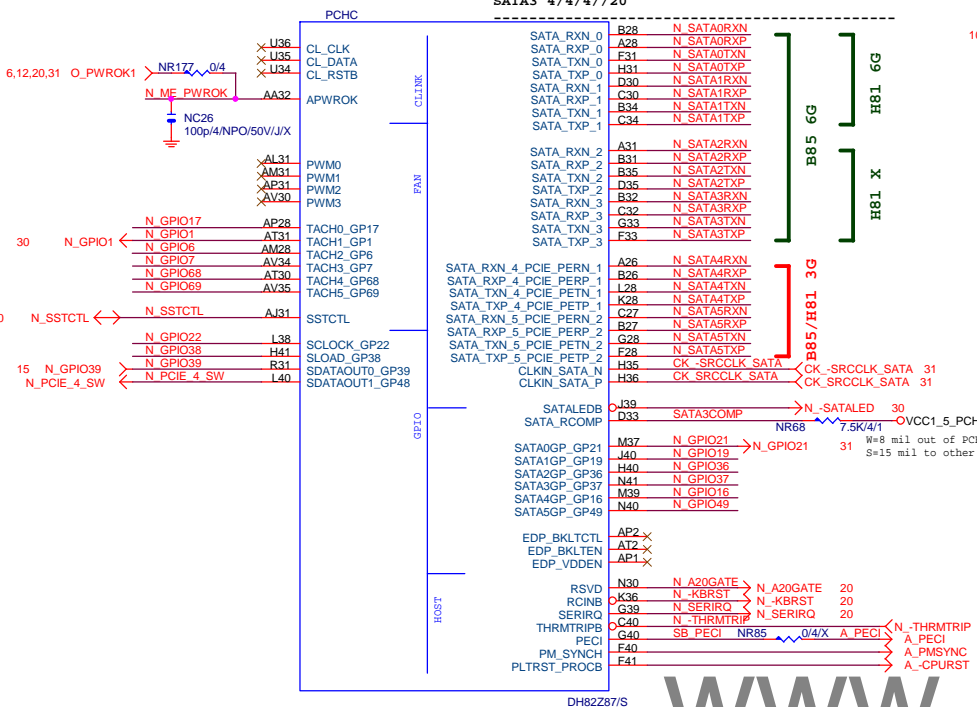 SATA3 4/4/4//20
PCHC
U36 CL_CLK
U35 CL_DATA
U34 CL_RSTB
6,12,20,31 O_PWROK1 NR177 0/4
N_ME_PWROK AA32 APWROK
NC26
100p/4/NPO/50V/J/X
CLINK
AL31 PWM0
AM31 PWM1
AP31 PWM2
AV30 PWM3
FAN
N_GPIO17 AP28 TACH0_GP17
30 N_GPIO1 N_GPIO1 AT31 TACH1_GP1
N_GPIO6 AM28 TACH2_GP6
N_GPIO7 AV34 TACH3_GP7
N_GPIO68 AT30 TACH4_GP68
N_GPIO69 AV35 TACH5_GP69
N_SSTCTL N_SSTCTL AJ31 SSTCTL
N_GPIO22 L38 SCLOCK_GP22
N_GPIO38 H41 SLOAD_GP38
15 N_GPIO39 N_GPIO39 R31 SDATAOUT0_GP39
N_PCIE_4_SW N_PCIE_4_SW L40 SDATAOUT1_GP48
GPIO
HOST
SATA_RXN_0 B28 N_SATA0RXN
SATA_RXP_0 A28 N_SATA0RXP
SATA_TXN_0 F31 N_SATA0TXN
SATA_TXP_0 H31 N_SATA0TXP
SATA_RXN_1 D30 N_SATA1RXN
SATA_RXP_1 C30 N_SATA1RXP
SATA_TXN_1 B34 N_SATA1TXN
SATA_TXP_1 C34 N_SATA1TXP
SATA_RXN_2 A31 N_SATA2RXN
SATA_RXP_2 B31 N_SATA2RXP
SATA_TXN_2 B35 N_SATA2TXN
SATA_TXP_2 D35 N_SATA2TXP
SATA_RXN_3 B32 N_SATA3RXP
SATA_RXP_3 C32 N_SATA3RXN
SATA_TXN_3 G33 N_SATA3TXN
SATA_TXP_3 F33 N_SATA3TXP
B85 6G
H81 6G
H81 X
SATA_RXN_4_PCIE_PERN_1 A26 N_SATA4RXN
SATA_RXP_4_PCIE_PERP_1 B26 N_SATA4RXP
SATA_TXN_4_PCIE_PETN_1 L28 N_SATA4TXN
SATA_TXP_4_PCIE_PETP_1 K28 N_SATA4TXP
SATA_RXN_5_PCIE_PERN_2 C27 N_SATA5RXN
SATA_RXP_5_PCIE_PERP_2 B27 N_SATA5RXP
SATA_TXN_5_PCIE_PETN_2 G28 N_SATA5TXN
SATA_TXP_5_PCIE_PETP_2 F28 N_SATA5TXP
B85/H81 3G
CLKIN_SATA_N H35 CK_-SRCCLK_SATA CK_-SRCCLK_SATA 31
CLKIN_SATA_P H36 CK_SRCCLK_SATA CK_SRCCLK_SATA 31
SATALEDB J39 N_-SATALED 30
SATA_RCOMP D33 SATA3COMP NR68 7.5K/4/1 VCC1_5_PCH
W=8 mil out of PCH
S=15 mil to other
SATA0GP_GP21 M37 N_GPIO21 N_GPIO21 31
SATA1GP_GP19 J40 N_GPIO19
SATA2GP_GP36 H40 N_GPIO36
SATA3GP_GP37 N41 N_GPIO37
SATA4GP_GP16 M39 N_GPIO16
SATA5GP_GP49 N40 N_GPIO49
EDP_BKLTCTL AP2
EDP_BKLTEN AT2
EDP_VDDEN AP1
RSVD N30 N_A20GATE N_A20GATE 20
RCINB K36 N_-KBRST N_-KBRST 20
SERIRQ G39 N_SERIRQ N_SERIRQ 20
THRMTRIPB C40 N_-THRMTRIP N_-THRMTRIP
PECI G40 SB_PECI NR85 0/4/X A_PECI A_PECI
PM_SYNCH F40 A_PMSYNC
PLTRST_PROCB F41 A_-CPURST
DH82Z87/S
WWW